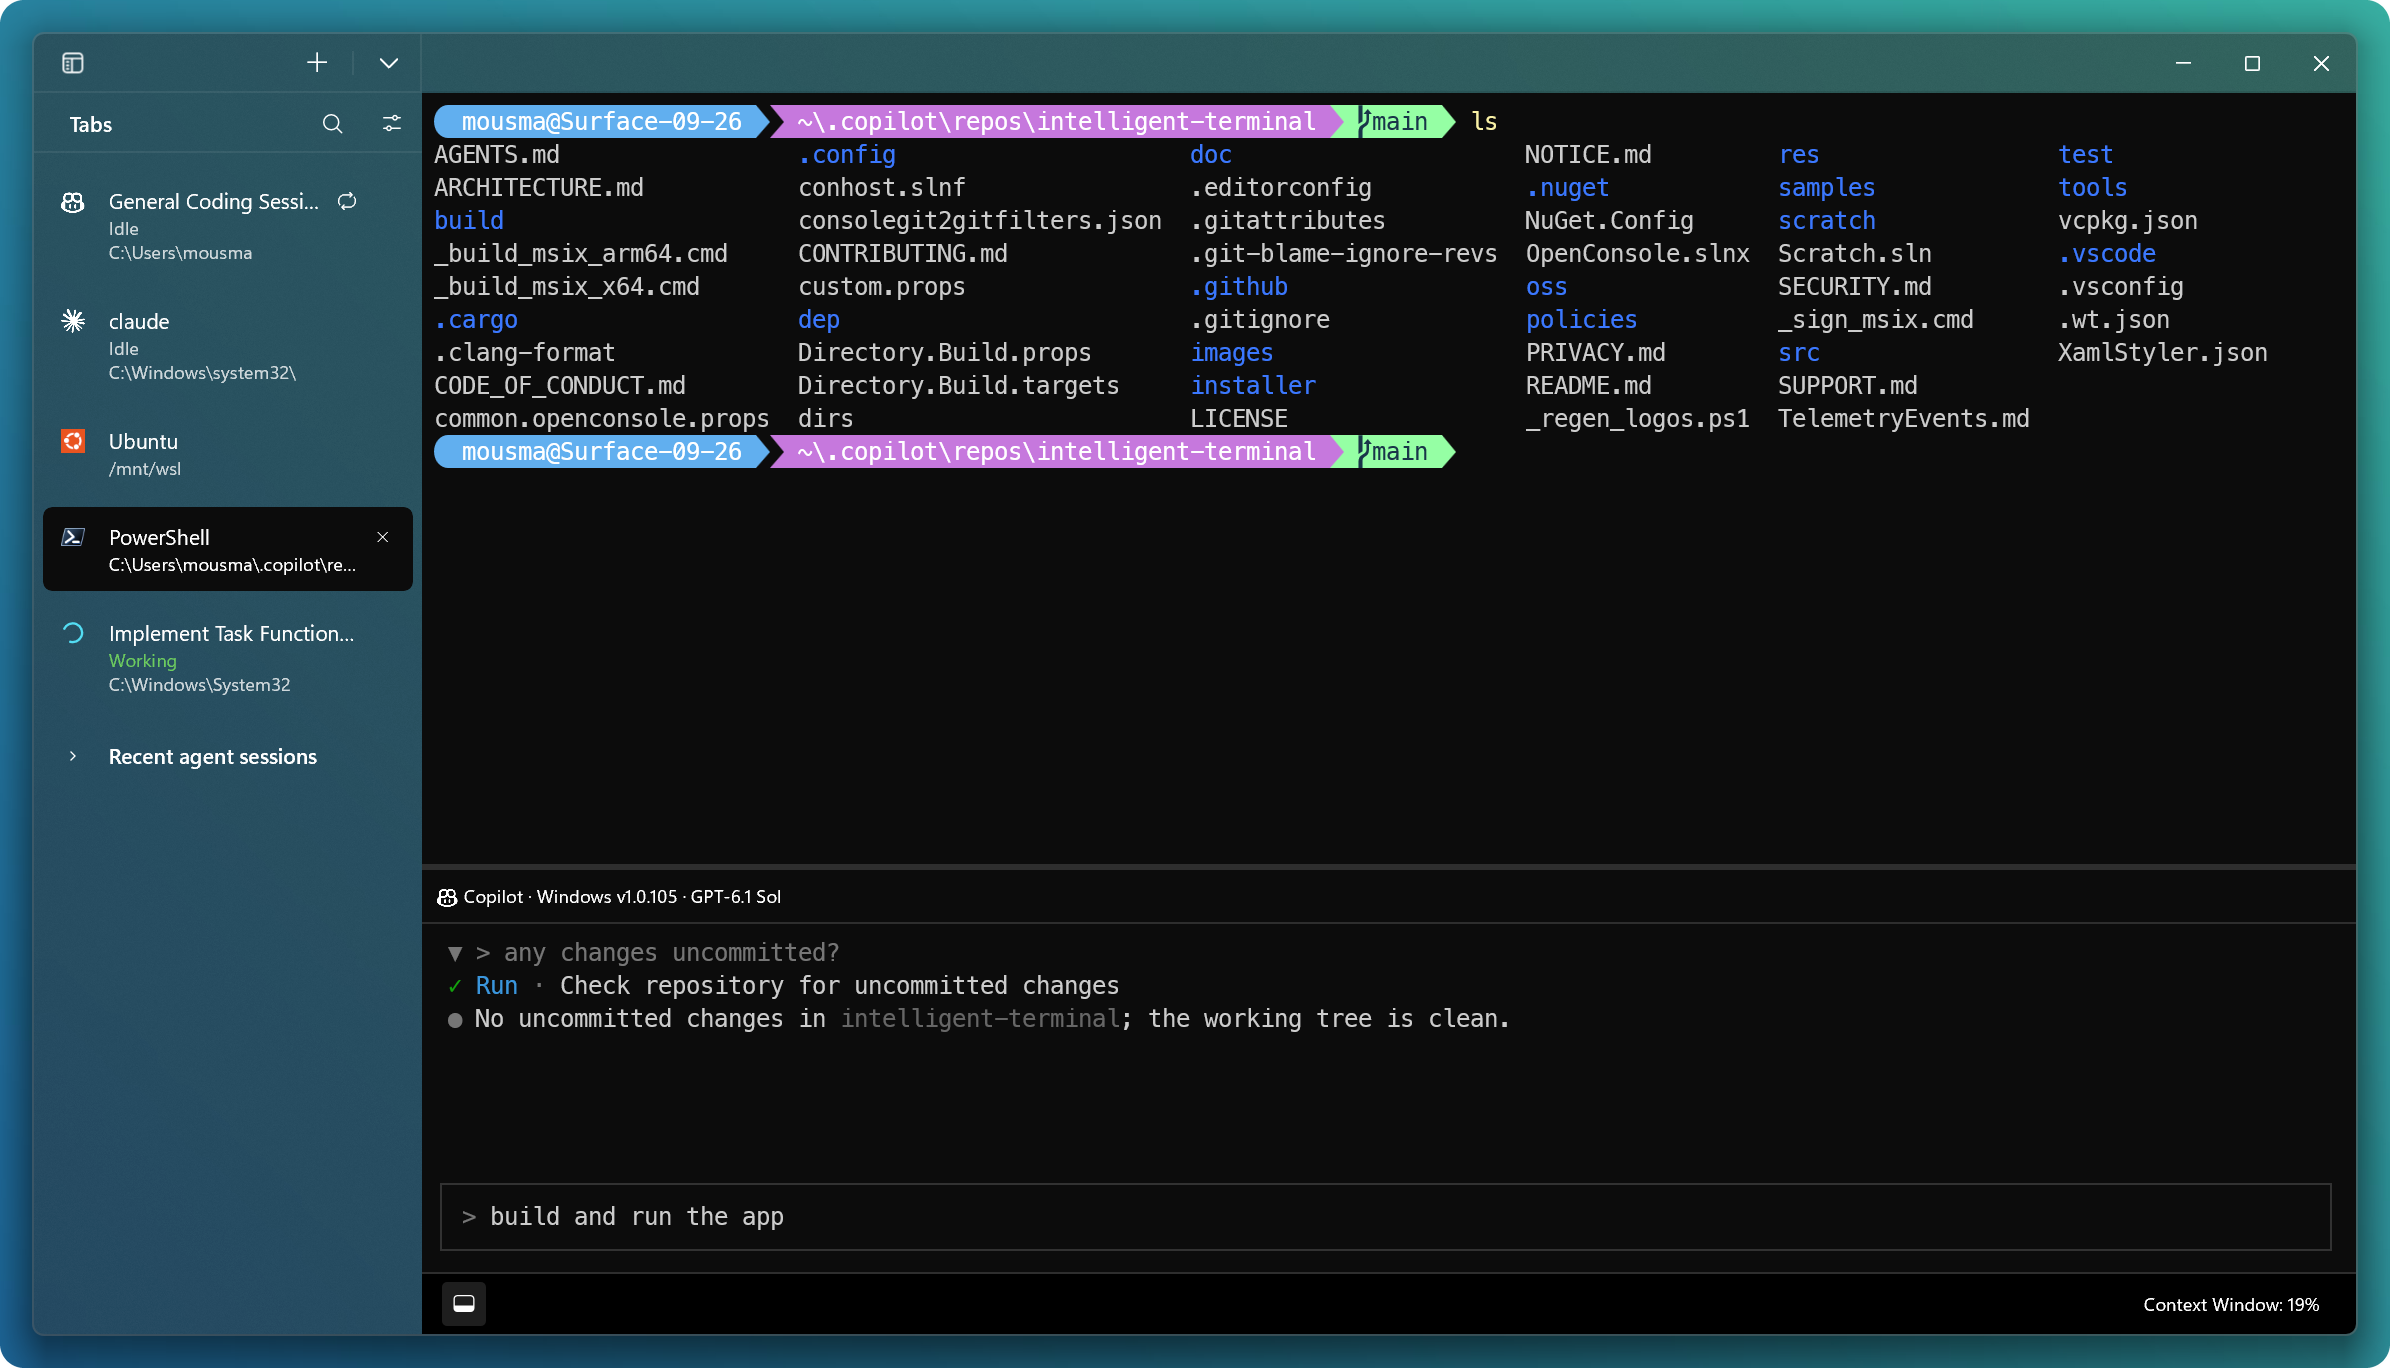 Tabs
General Coding Sessi...
Idle
C:\Users\mousma
claude
Idle
C:\Windows\system32\
Ubuntu
/mnt/wsl
PowerShell
C:\Users\mousma\.copilot\re...
Implement Task Function...
Working
C:\Windows\System32
Recent agent sessions
mousma@Surface-09-26 ~\.copilot\repos\intelligent-terminal main ls
AGENTS.md .config doc NOTICE.md res test
ARCHITECTURE.md conhost.slnf .editorconfig .nuget samples tools
build consolegit2gitfilters.json .gitattributes NuGet.Config scratch vcpkg.json
_build_msix_arm64.cmd CONTRIBUTING.md .git-blame-ignore-revs OpenConsole.slnx Scratch.sln .vscode
_build_msix_x64.cmd custom.props .github oss SECURITY.md .vsconfig
.cargo dep .gitignore policies _sign_msix.cmd .wt.json
.clang-format Directory.Build.props images PRIVACY.md src XamlStyler.json
CODE_OF_CONDUCT.md Directory.Build.targets installer README.md SUPPORT.md
common.openconsole.props dirs LICENSE _regen_logos.ps1 TelemetryEvents.md
mousma@Surface-09-26 ~\.copilot\repos\intelligent-terminal main
Copilot · Windows v1.0.105 · GPT-6.1 Sol
▼ > any changes uncommitted?
✓ Run · Check repository for uncommitted changes
● No uncommitted changes in intelligent-terminal; the working tree is clean.
> build and run the app
Context Window: 19%